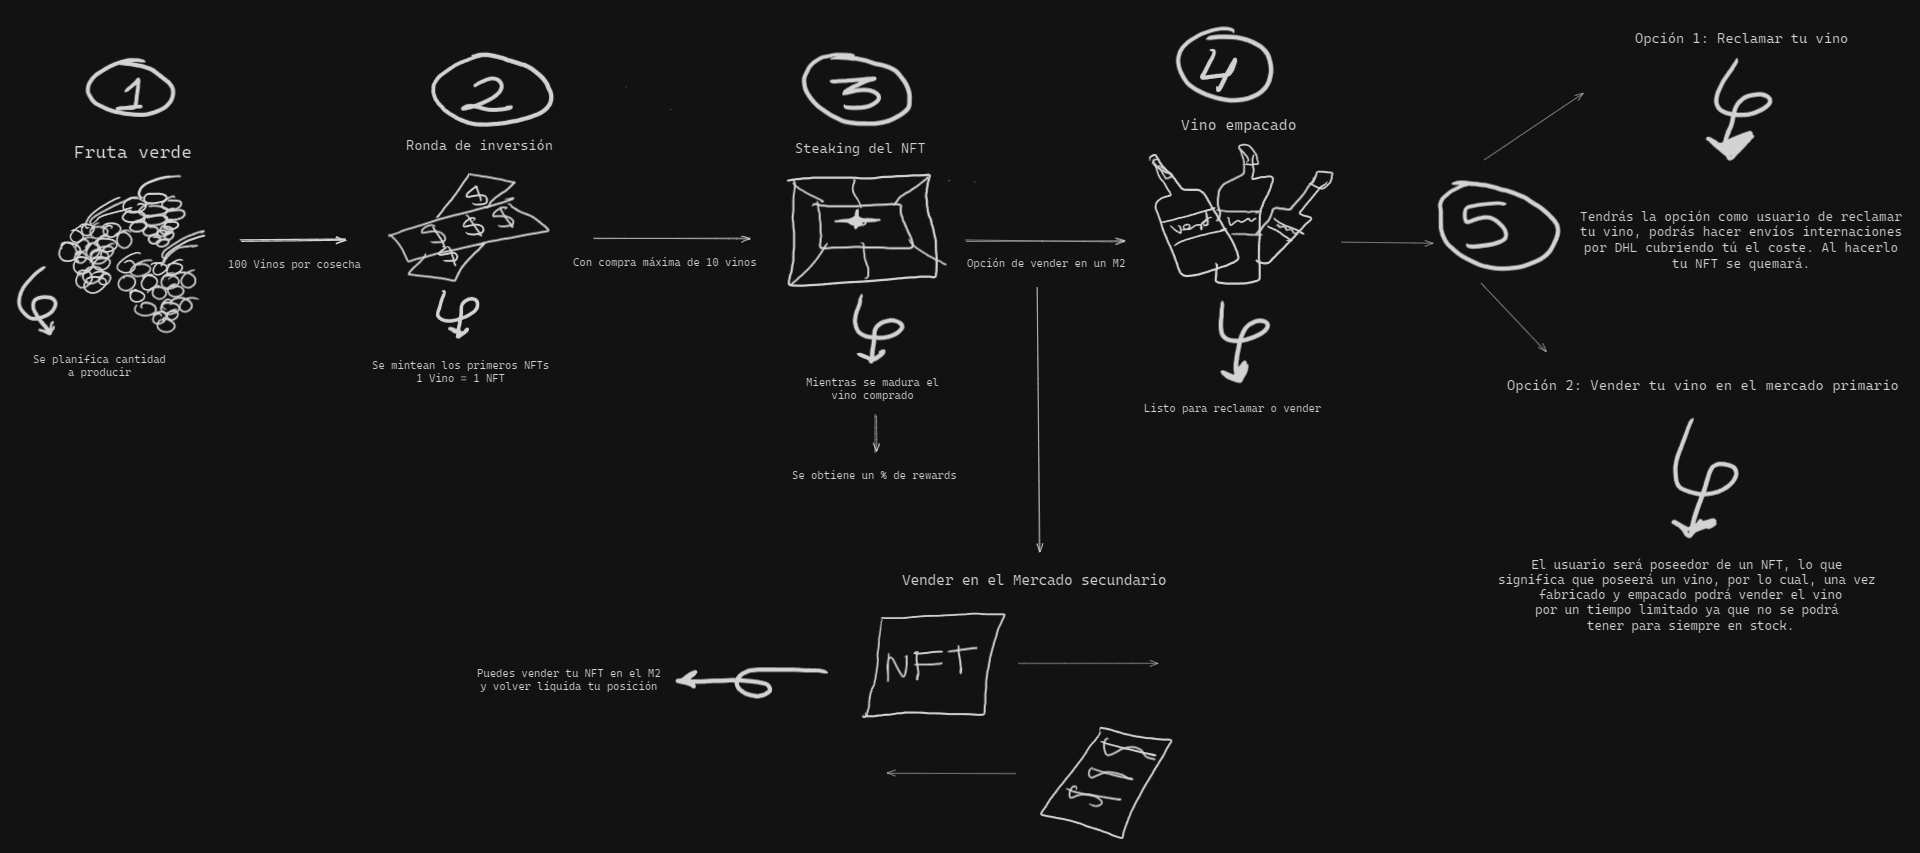 1
Fruta verde
100 Vinos por cosecha
Se planifica cantidad
a producir
2
Ronda de inversión
$
$ $ $
$
Con compra máxima de 10 vinos
Se mintean los primeros NFTs
1 Vino = 1 NFT
3
Steaking del NFT
Opción de vender en un M2
Mientras se madura el
vino comprado
Se obtiene un % de rewards
4
Vino empacado
Listo para reclamar o vender
5
Opción 1: Reclamar tu vino
Tendrás la opción como usuario de reclamar
tu vino, podrás hacer envíos internaciones
por DHL cubriendo tú el coste. Al hacerlo
tu NFT se quemará.
Opción 2: Vender tu vino en el mercado primario
El usuario será poseedor de un NFT, lo que
significa que poseerá un vino, por lo cual, una vez
fabricado y empacado podrá vender el vino
por un tiempo limitado ya que no se podrá
tener para siempre en stock.
Vender en el Mercado secundario
NFT
Puedes vender tu NFT en el M2
y volver líquida tu posición
$
$
$